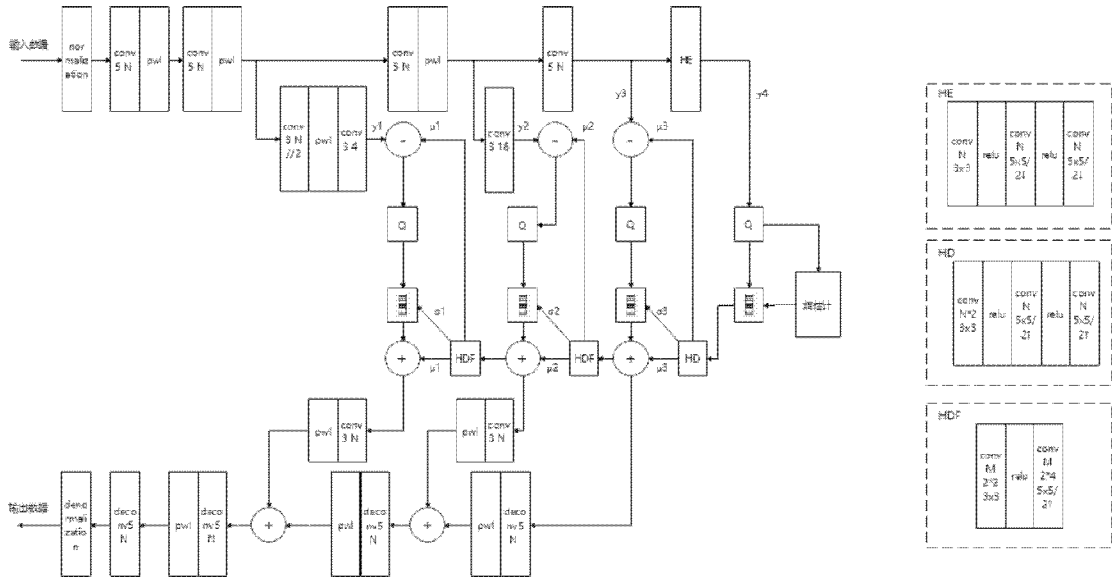 输入数据
nor
maliz
ation
conv
5 N
pwl
conv
5 N
pwl
conv
3 N
pwl
conv
5 N
HE
conv
3 N
//2
pwl
conv
3 4
y1
-
μ1
conv
3 16
y2
-
μ2
y3
-
μ3
y4
Q
Q
Q
Q
σ1
σ2
σ3
+
μ1
HDF
+
μ2
HDF
+
μ3
HD
pwl
conv
3 N
pwl
conv
3 N
输出数据
deno
rmali
zatio
n
deco
nv5
N
pwl
deco
nv5
N
+
pwl
deco
nv5
N
+
pwl
deco
nv5
N
HE
conv
N
3x3
relu
conv
N
5x5/
2↑
relu
conv
N
5x5/
2↑
HD
conv
N*2
3x3
relu
conv
N
5x5/
2↑
relu
conv
N
5x5/
2↑
HDF
conv
M
2*2
3x3
relu
conv
M
2*4
5x5/
2↑